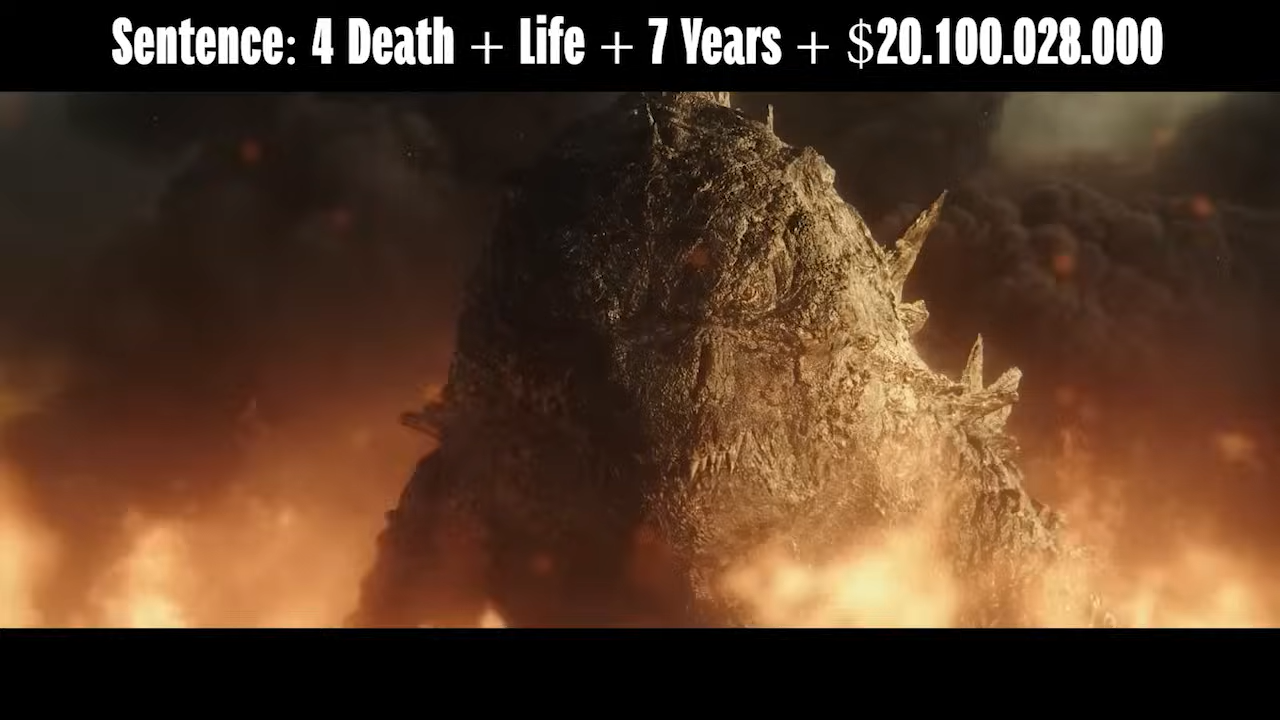 Sentence: 4 Death + Life + 7 Years + $20.100.028.000